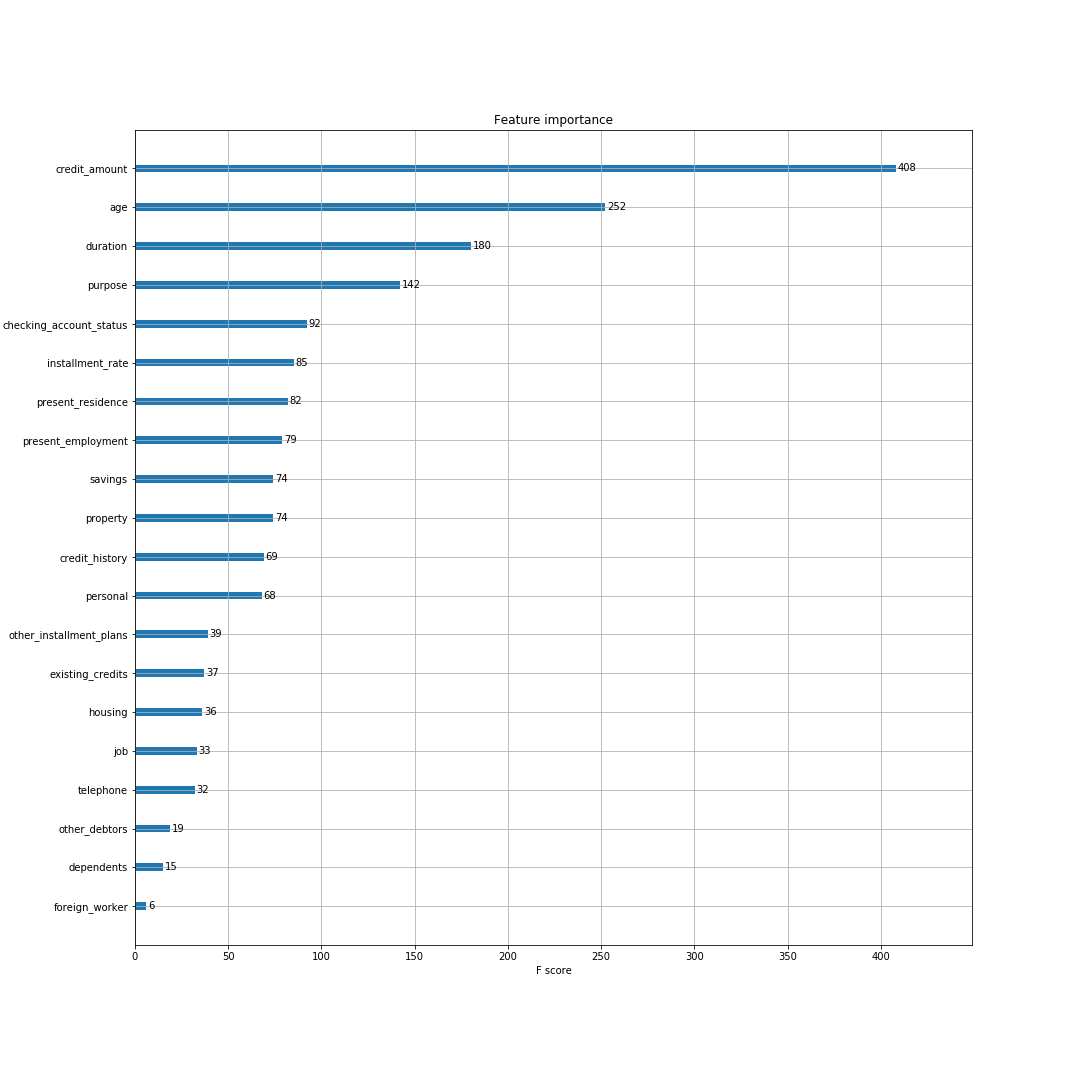 Feature importance
credit_amount 408
age 252
duration 180
purpose 142
checking_account_status 92
installment_rate 85
present_residence 82
present_employment 79
savings 74
property 74
credit_history 69
personal 68
other_installment_plans 39
existing_credits 37
housing 36
job 33
telephone 32
other_debtors 19
dependents 15
foreign_worker 6
0 50 100 150 200 250 300 350 400
F score